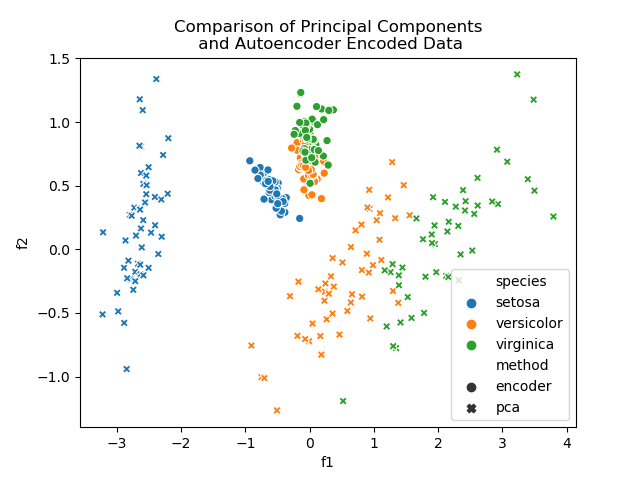 Comparison of Principal Components
and Autoencoder Encoded Data
f2
1.5
1.0
0.5
0.0
−0.5
−1.0
−3
−2
−1
0
1
2
3
4
f1
species
setosa
versicolor
virginica
method
encoder
pca